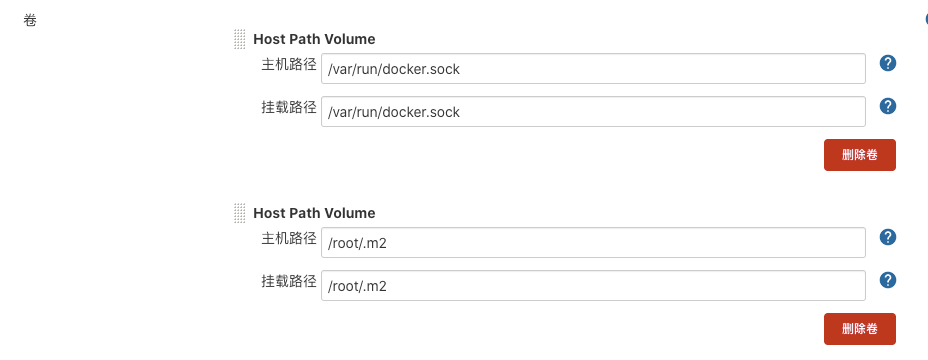 卷
Host Path Volume
主机路径 /var/run/docker.sock
挂载路径 /var/run/docker.sock
删除卷
Host Path Volume
主机路径 /root/.m2
挂载路径 /root/.m2
删除卷